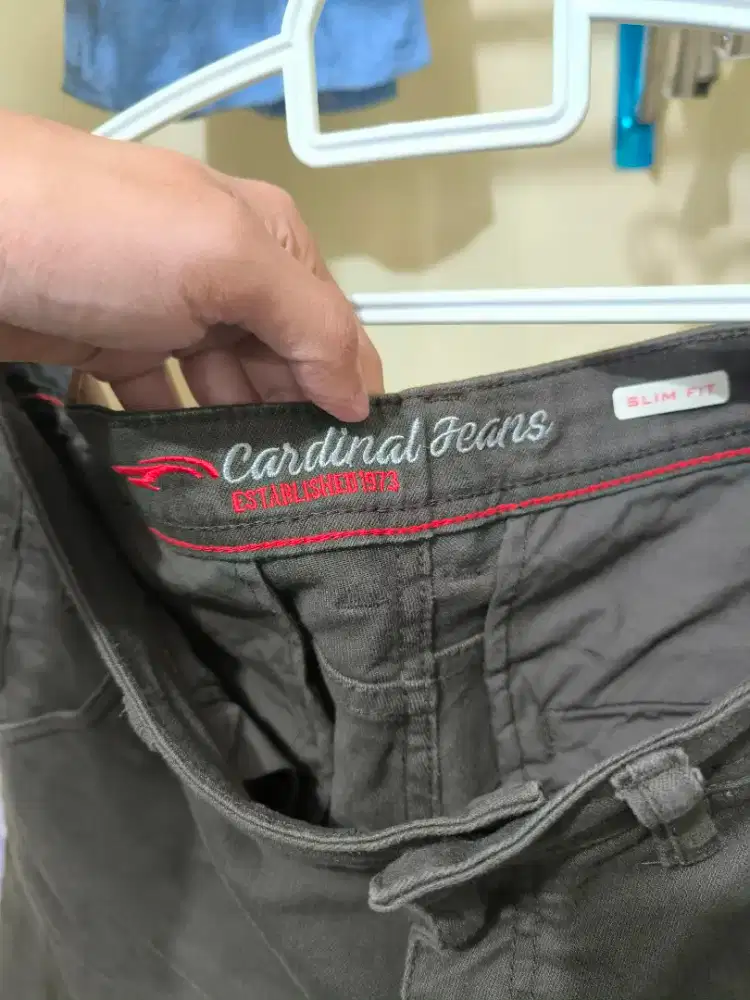 Cardinal Jeans
ESTABLISHED 1973
SLIM FIT